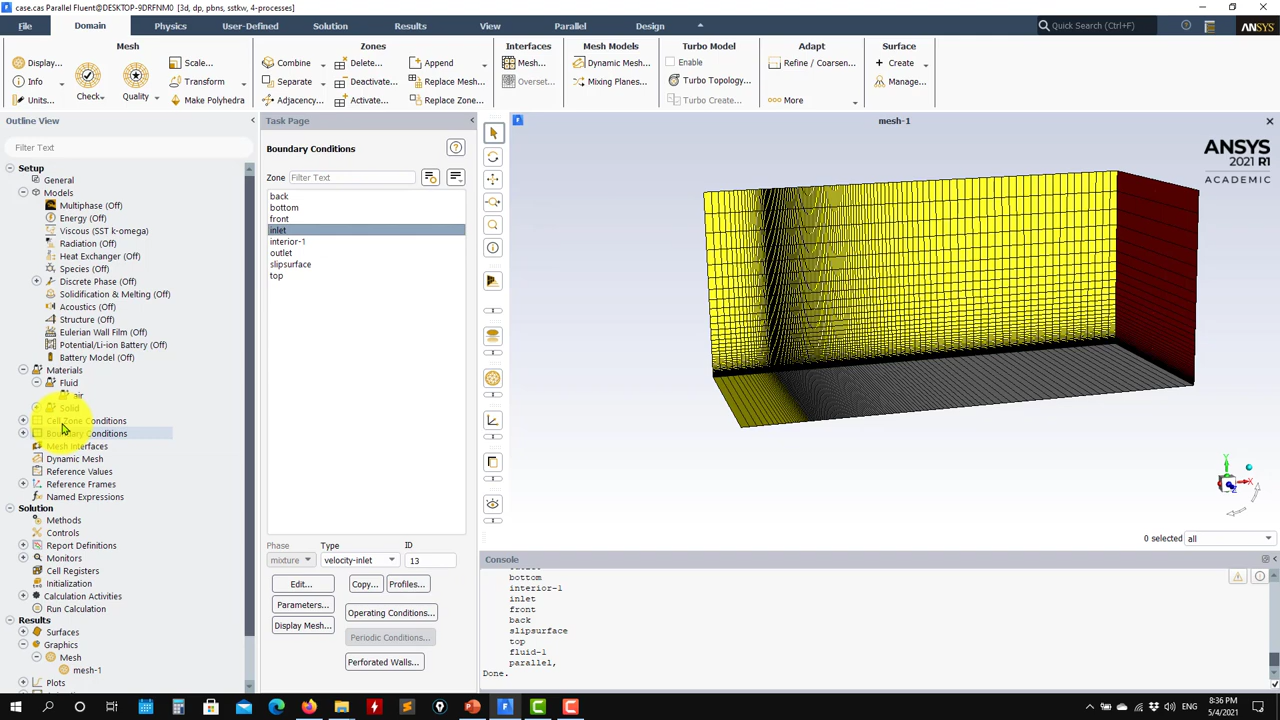 case.cas Parallel Fluent@DESKTOP-9DRFNM0 [3d, dp, pbns, sstkw, 4-processes]
File Domain Physics User-Defined Solution Results View Parallel Design Quick Search (Ctrl+F) ANSYS
Mesh Zones Interfaces Mesh Models Turbo Model Adapt Surface
Display... Scale... Combine Delete... Append Mesh... Dynamic Mesh... Enable Refine / Coarsen... Create
Info Transform Separate Deactivate... Replace Mesh... Overset... Mixing Planes... Turbo Topology... Manage...
Units... Check Quality Make Polyhedra Adjacency... Activate... Replace Zone... Turbo Create... More
Outline View
Filter Text
Setup
General
Models
Multiphase (Off)
Energy (Off)
Viscous (SST k-omega)
Radiation (Off)
Heat Exchanger (Off)
Species (Off)
Discrete Phase (Off)
Solidification & Melting (Off)
Acoustics (Off)
Structure (Off)
Eulerian Wall Film (Off)
Potential/Li-ion Battery (Off)
Battery Model (Off)
Materials
Fluid
air
Solid
Cell Zone Conditions
Boundary Conditions
Mesh Interfaces
Dynamic Mesh
Reference Values
Reference Frames
Named Expressions
Solution
Methods
Controls
Report Definitions
Monitors
Cell Registers
Initialization
Calculation Activities
Run Calculation
Results
Surfaces
Graphics
Mesh
mesh-1
Plots
Task Page
Boundary Conditions
Zone Filter Text
back
bottom
front
inlet
interior-1
outlet
slipsurface
top
Phase Type ID
mixture velocity-inlet 13
Edit... Copy... Profiles...
Parameters... Operating Conditions...
Display Mesh... Periodic Conditions...
Perforated Walls...
mesh-1
ANSYS
2021 R1
ACADEMIC
Y
X
Z
0 selected all
Console
bottom
interior-1
inlet
front
back
slipsurface
top
fluid-1
parallel,
Done.
ENG
8:36 PM
5/4/2021